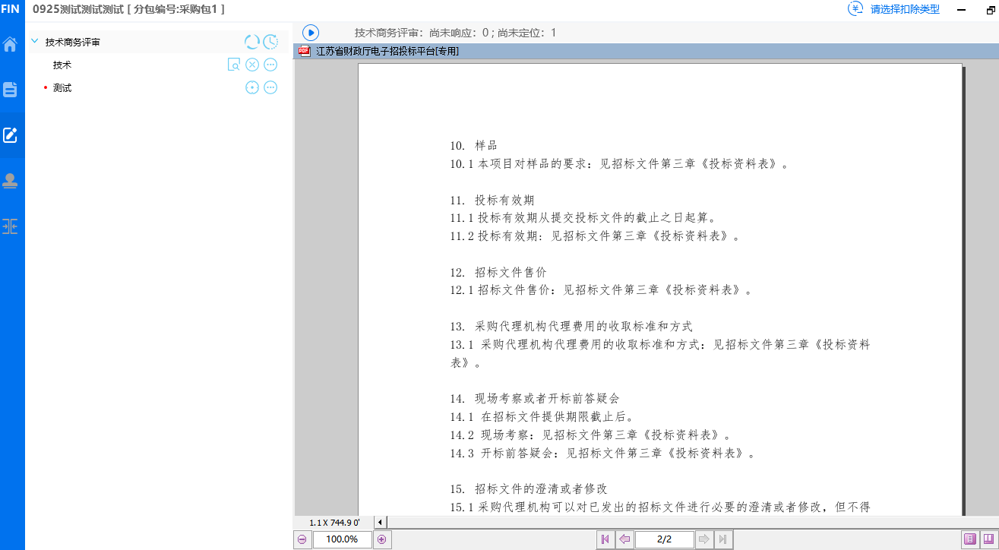 FIN
0925测试测试测试 [ 分包编号:采购包1 ]
请选择扣除类型
技术商务评审
技术
测试
技术商务评审：尚未响应：0 ; 尚未定位：1
江苏省财政厅电子招投标平台[专用]
10. 样品
10.1 本项目对样品的要求：见招标文件第三章《投标资料表》。
11. 投标有效期
11.1 投标有效期从提交投标文件的截止之日起算。
11.2 投标有效期：见招标文件第三章《投标资料表》。
12. 招标文件售价
12.1 招标文件售价：见招标文件第三章《投标资料表》。
13. 采购代理机构代理费用的收取标准和方式
13.1 采购代理机构代理费用的收取标准和方式：见招标文件第三章《投标资料
表》。
14. 现场考察或者开标前答疑会
14.1 在招标文件提供期限截止后。
14.2 现场考察：见招标文件第三章《投标资料表》。
14.3 开标前答疑会：见招标文件第三章《投标资料表》。
15. 招标文件的澄清或者修改
15.1 采购代理机构可以对已发出的招标文件进行必要的澄清或者修改，但不得
1.1 X 744.9 0'
100.0%
2/2